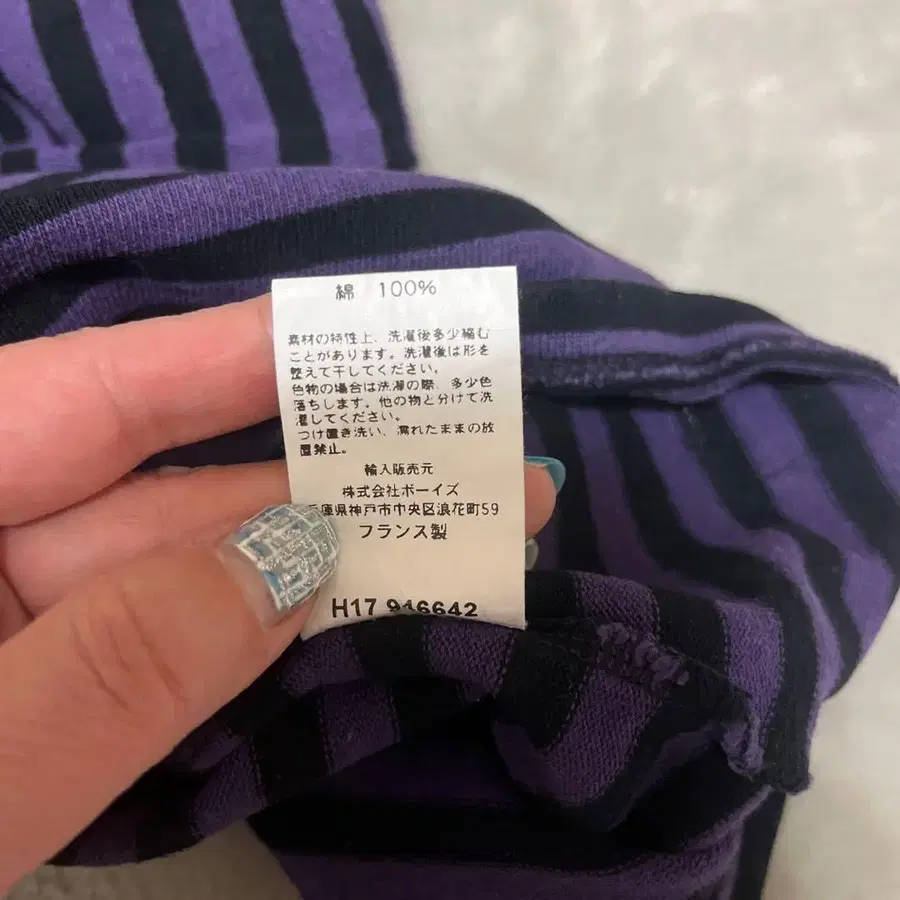 綿 100%
素材の特性上、洗濯後多少縮む
ことがあります。洗濯後は形を
整えて干してください。
色物の場合は洗濯の際、多少色
落ちします。他の物と分けて洗
濯してください。
つけ置き洗い、濡れたままの放
置禁止。
輸入販売元
株式会社ボーイズ
庫県神戸市中央区浪花町59
フランス製
H17 916642